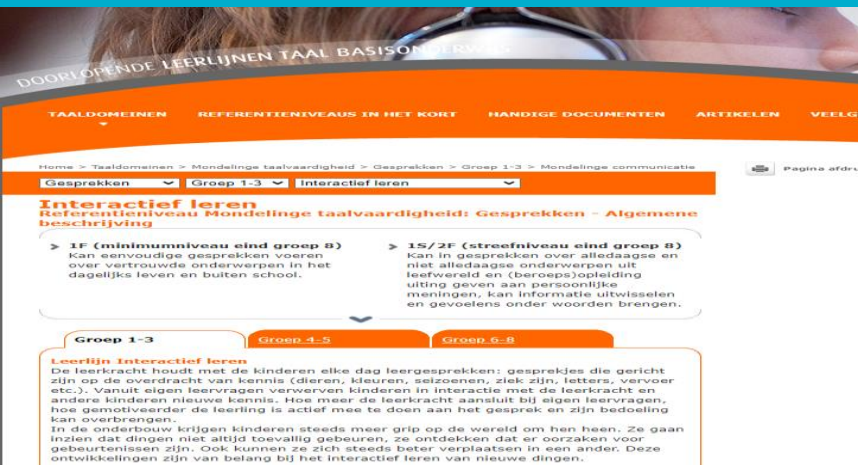 DOORLOPENDE LEERLIJNEN TAAL BASISONDERWIJS
TAALDOMEINEN REFERENTIENIVEAUS IN HET KORT HANDIGE DOCUMENTEN ARTIKELEN VEELG
Home > Taaldomeinen > Mondelinge taalvaardigheid > Gesprekken > Groep 1-3 > Mondelinge communicatie
Pagina afdru
Gesprekken Groep 1-3 Interactief leren
Interactief leren
Referentieniveau Mondelinge taalvaardigheid: Gesprekken - Algemene
beschrijving
1F (minimumniveau eind groep 8)
Kan eenvoudige gesprekken voeren
over vertrouwde onderwerpen in het
dagelijks leven en buiten school.
1S/2F (streefniveau eind groep 8)
Kan in gesprekken over alledaagse en
niet alledaagse onderwerpen uit
leefwereld en (beroeps)opleiding
uiting geven aan persoonlijke
meningen, kan informatie uitwisselen
en gevoelens onder woorden brengen.
Groep 1-3 Groep 4-5 Groep 6-8
Leerlijn Interactief leren
De leerkracht houdt met de kinderen elke dag leergesprekken: gesprekjes die gericht
zijn op de overdracht van kennis (dieren, kleuren, seizoenen, ziek zijn, letters, vervoer
etc.). Vanuit eigen leervragen verwerven kinderen in interactie met de leerkracht en
andere kinderen nieuwe kennis. Hoe meer de leerkracht aansluit bij eigen leervragen,
hoe gemotiveerder de leerling is actief mee te doen aan het gesprek en zijn bedoeling
kan overbrengen.
In de onderbouw krijgen kinderen steeds meer grip op de wereld om hen heen. Ze gaan
inzien dat dingen niet altijd toevallig gebeuren, ze ontdekken dat er oorzaken voor
gebeurtenissen zijn. Ook kunnen ze zich steeds beter verplaatsen in een ander. Deze
ontwikkelingen zijn van belang bij het interactief leren van nieuwe dingen.